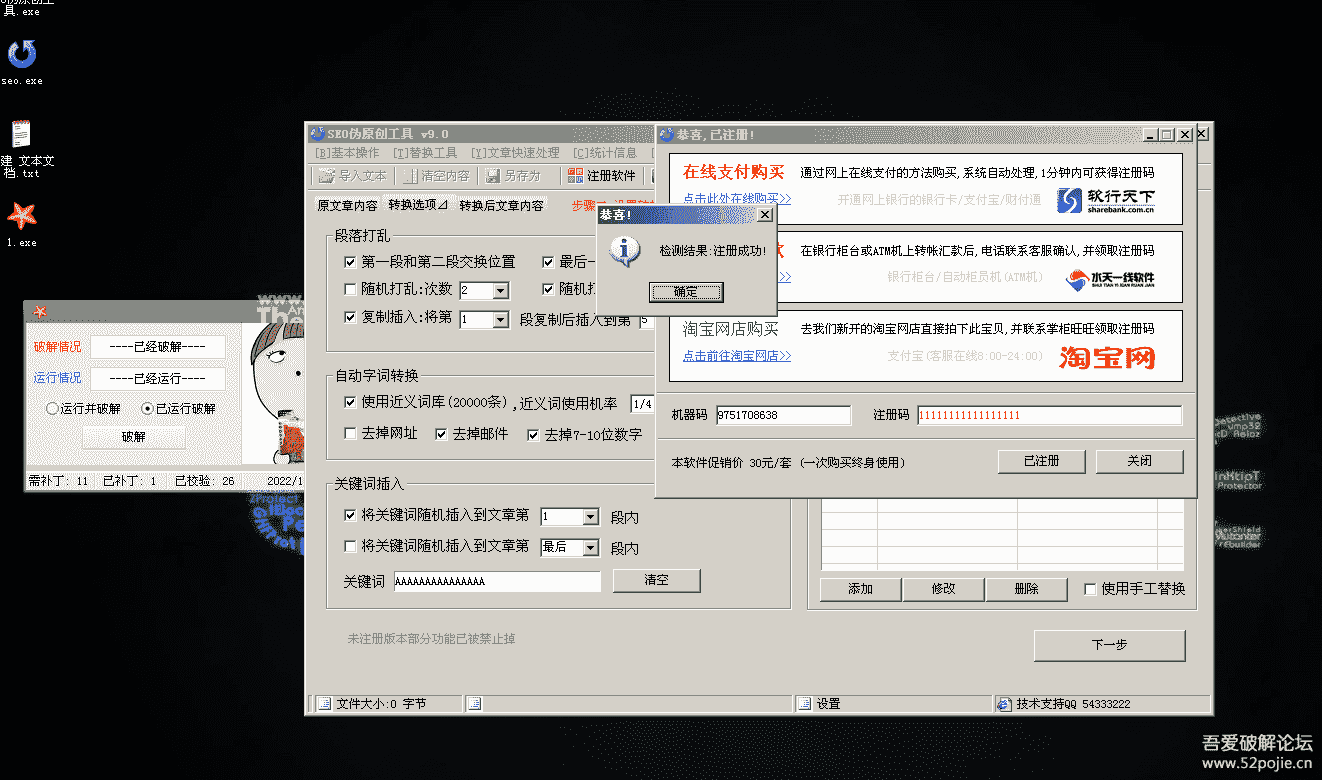 具.exe
seo.exe
建 文本文
档.txt
1.exe
破解情况 ----已经破解----
运行情况 ----已经运行----
运行并破解 已运行破解
破解
需补丁: 11 已补丁: 1 已校验: 26 2022/1
SEO伪原创工具 v9.0
[B]基本操作 [T]替换工具 [Y]文章快速处理 [C]统计信息
导入文本 清空内容 另存为 注册软件
原文章内容 转换选项 转换后文章内容
段落打乱
第一段和第二段交换位置
随机打乱:次数 2
复制插入:将第 1 段复制后插入到第 5
自动字词转换
使用近义词库(20000条),近义词使用机率 1/4
去掉网址 去掉邮件 去掉7-10位数字
关键词插入
将关键词随机插入到文章第 1 段内
将关键词随机插入到文章第 最后 段内
关键词 AAAAAAAAAAAAAAA 清空
未注册版本部分功能已被禁止掉
添加 修改 删除 使用手工替换
下一步
文件大小:0 字节 设置 技术支持QQ 54333222
恭喜,已注册!
在线支付购买 通过网上在线支付的方法购买,系统自动处理,1分钟内可获得注册码
点击此处在线购买>> 开通网上银行的银行卡/支付宝/财付通 软行天下
sharebank.com.cn
在银行柜台或ATM机上转帐汇款后,电话联系客服确认,并领取注册码
>> 银行柜台/自动柜员机(ATM机) 水天一线软件
SHUI TIAN YI XIAN RUAN JIAN
淘宝网店购买 去我们新开的淘宝网店直接拍下此宝贝,并联系掌柜旺旺领取注册码
点击前往淘宝网店>> 支付宝(客服在线8:00-24:00) 淘宝网
机器码 9751708638 注册码 11111111111111111
本软件促销价 30元/套 (一次购买终身使用) 已注册 关闭
恭喜!
检测结果:注册成功!
确定
吾爱破解论坛
www.52pojie.cn